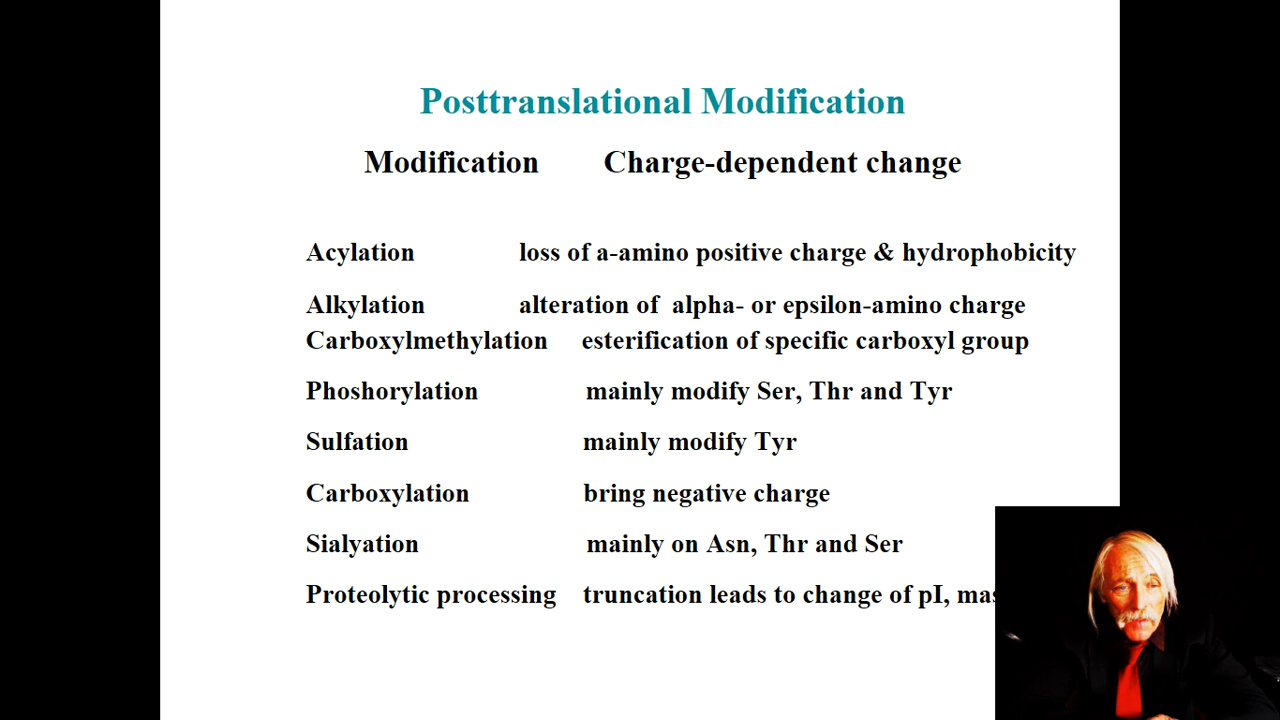 Posttranslational Modification
Modification Charge-dependent change
Acylation loss of a-amino positive charge & hydrophobicity
Alkylation alteration of alpha- or epsilon-amino charge
Carboxylmethylation esterification of specific carboxyl group
Phoshorylation mainly modify Ser, Thr and Tyr
Sulfation mainly modify Tyr
Carboxylation bring negative charge
Sialyation mainly on Asn, Thr and Ser
Proteolytic processing truncation leads to change of pI,